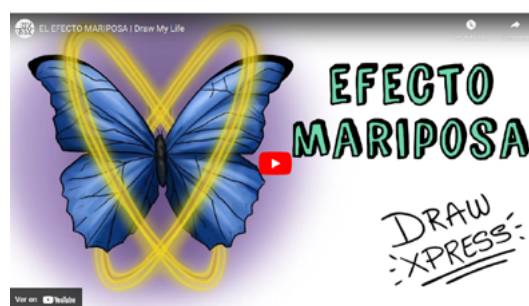 EL EFECTO MARIPOSA | Draw My Life
EFECTO
MARIPOSA
DRAW
XPRESS
Ver en YouTube